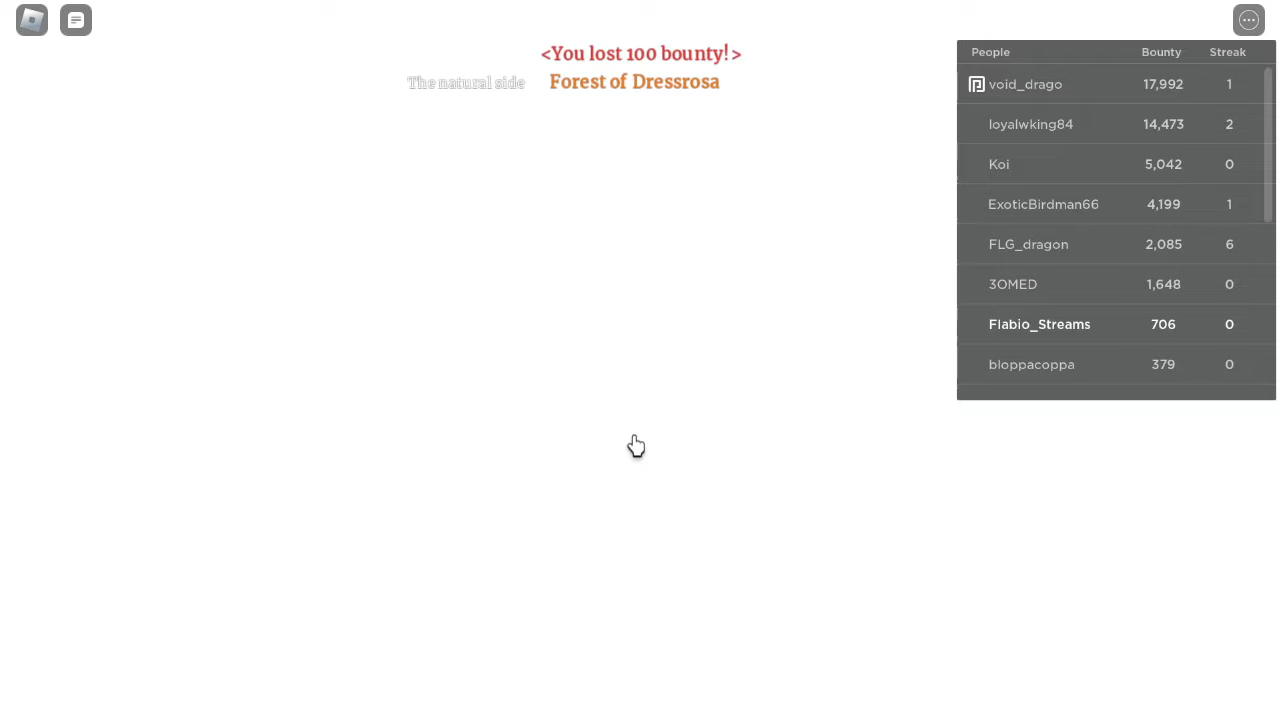 <You lost 100 bounty!>
The natural side Forest of Dressrosa
People Bounty Streak
void_drago 17,992 1
loyalwking84 14,473 2
Koi 5,042 0
ExoticBirdman66 4,199 1
FLG_dragon 2,085 6
3OMED 1,648 0
Flabio_Streams 706 0
bloppacoppa 379 0